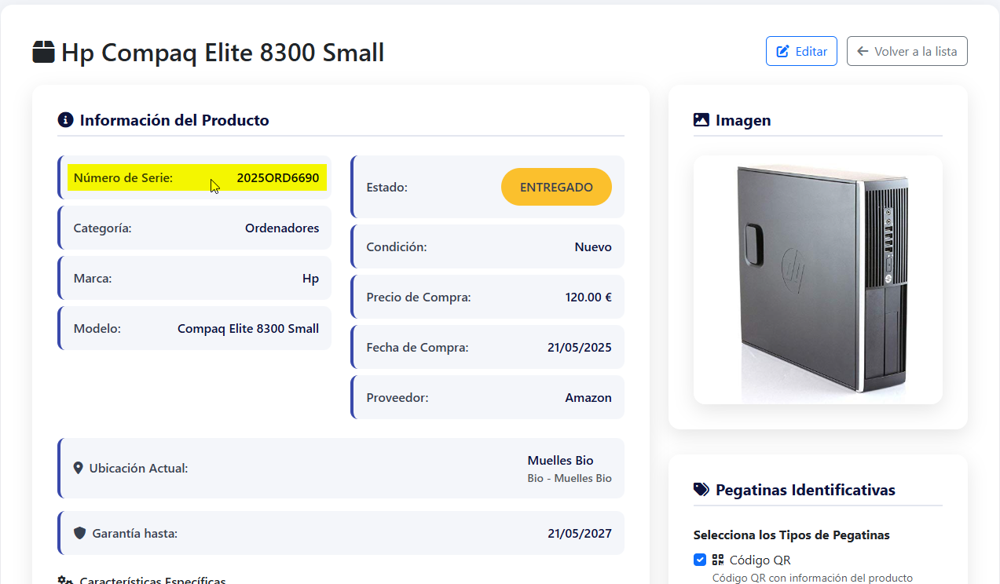 Hp Compaq Elite 8300 Small
Editar
Volver a la lista
Información del Producto
Número de Serie: 2025ORD6690
Categoría: Ordenadores
Marca: Hp
Modelo: Compaq Elite 8300 Small
Estado: ENTREGADO
Condición: Nuevo
Precio de Compra: 120.00 €
Fecha de Compra: 21/05/2025
Proveedor: Amazon
Ubicación Actual: Muelles Bio
Bio - Muelles Bio
Garantía hasta: 21/05/2027
Características Específicas
Imagen
hp
Pegatinas Identificativas
Selecciona los Tipos de Pegatinas
Código QR
Código QR con información del producto